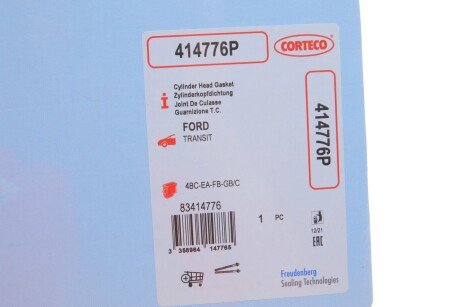 414776P
CORTECO
Cylinder Head Gasket
Zylinderkopfdichtung
Joint De Culasse
Guarnizione T.C.
FORD
TRANSIT
414776P
4BC-EA-FB-GB/C
83414776
1 PC
3 358964 147765
12/21
EAC
Freudenberg
Sealing Technologies